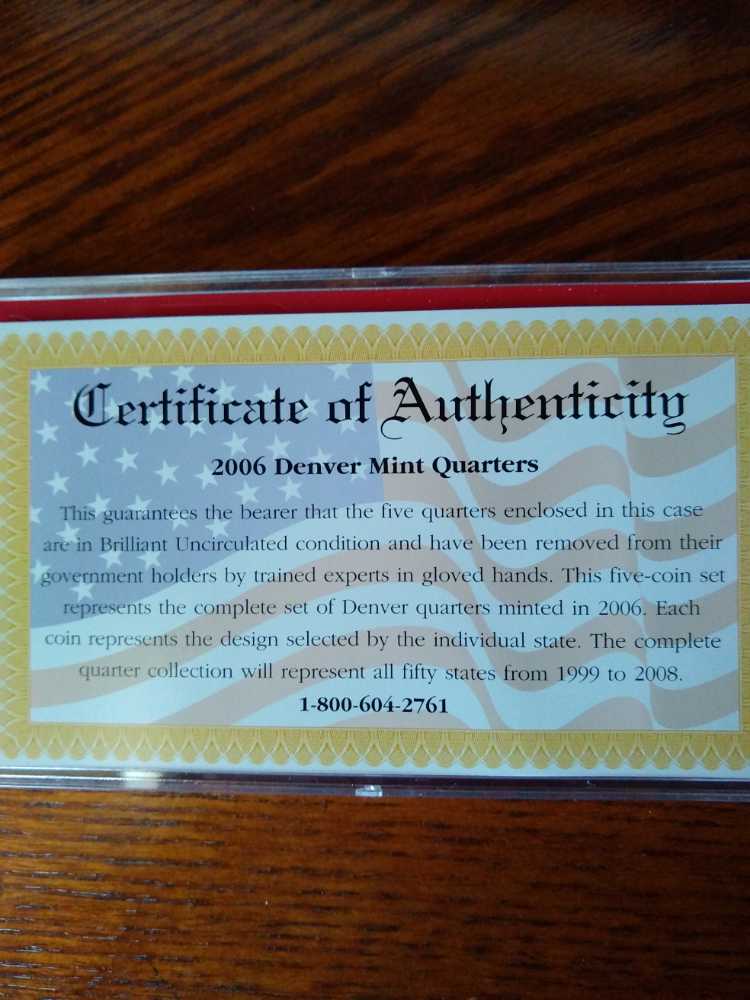 Certificate of Authenticity
2006 Denver Mint Quarters
This guarantees the bearer that the five quarters enclosed in this case
are in Brilliant Uncirculated condition and have been removed from their
government holders by trained experts in gloved hands. This five-coin set
represents the complete set of Denver quarters minted in 2006. Each
coin represents the design selected by the individual state. The complete
quarter collection will represent all fifty states from 1999 to 2008.
1-800-604-2761